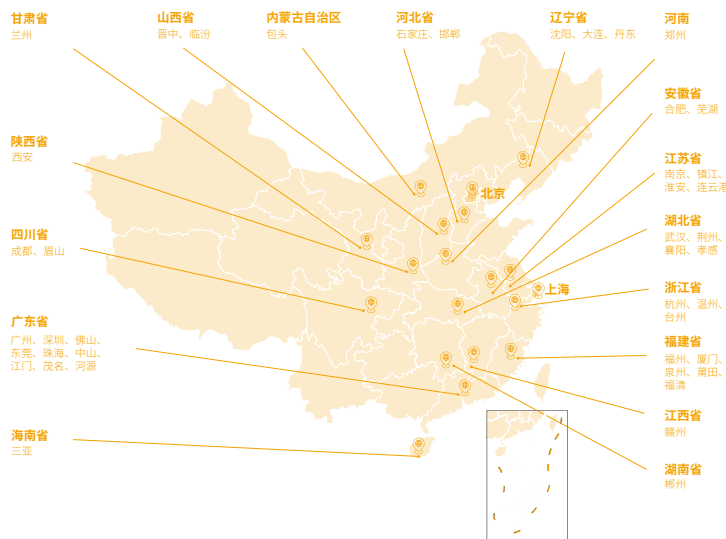 甘肃省
兰州
山西省
晋中、临汾
内蒙古自治区
包头
河北省
石家庄、邯郸
辽宁省
沈阳、大连、丹东
河南
郑州
安徽省
合肥、芜湖
陕西省
西安
江苏省
南京、镇江、
淮安、连云港
北京
湖北省
武汉、荆州、
襄阳、孝感
四川省
成都、眉山
浙江省
杭州、温州、
台州
上海
广东省
广州、深圳、佛山、
东莞、珠海、中山、
江门、茂名、河源
福建省
福州、厦门、
泉州、莆田、
福清
江西省
赣州
海南省
三亚
湖南省
郴州